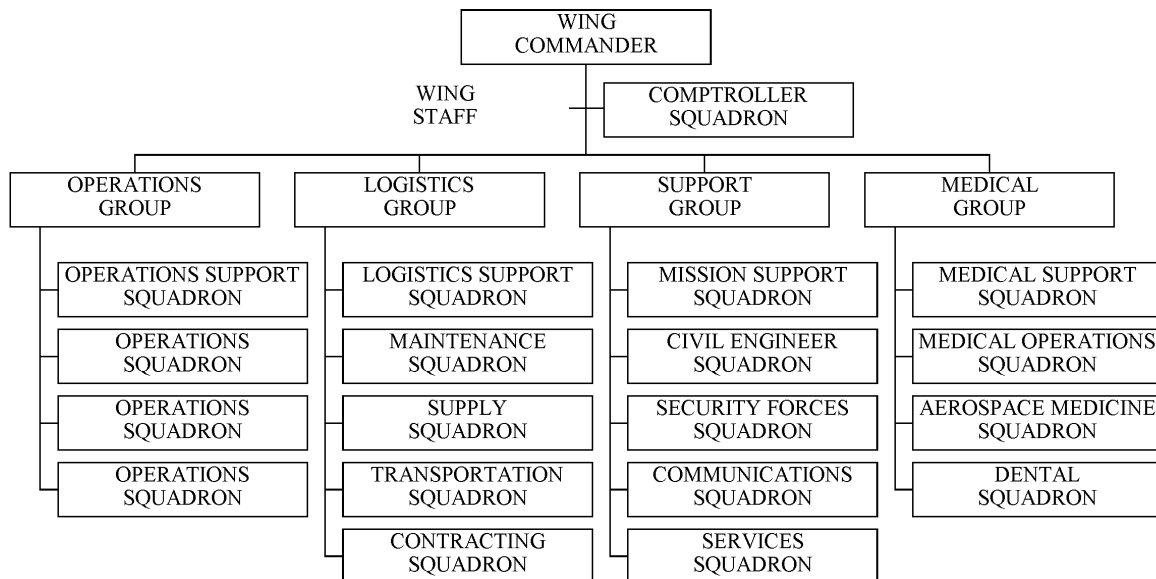 WING
COMMANDER
WING
STAFF
COMPTROLLER
SQUADRON
OPERATIONS
GROUP
LOGISTICS
GROUP
SUPPORT
GROUP
MEDICAL
GROUP
OPERATIONS SUPPORT
SQUADRON
LOGISTICS SUPPORT
SQUADRON
MISSION SUPPORT
SQUADRON
MEDICAL SUPPORT
SQUADRON
OPERATIONS
SQUADRON
MAINTENANCE
SQUADRON
CIVIL ENGINEER
SQUADRON
MEDICAL OPERATIONS
SQUADRON
OPERATIONS
SQUADRON
SUPPLY
SQUADRON
SECURITY FORCES
SQUADRON
AEROSPACE MEDICINE
SQUADRON
OPERATIONS
SQUADRON
TRANSPORTATION
SQUADRON
COMMUNICATIONS
SQUADRON
DENTAL
SQUADRON
CONTRACTING
SQUADRON
SERVICES
SQUADRON